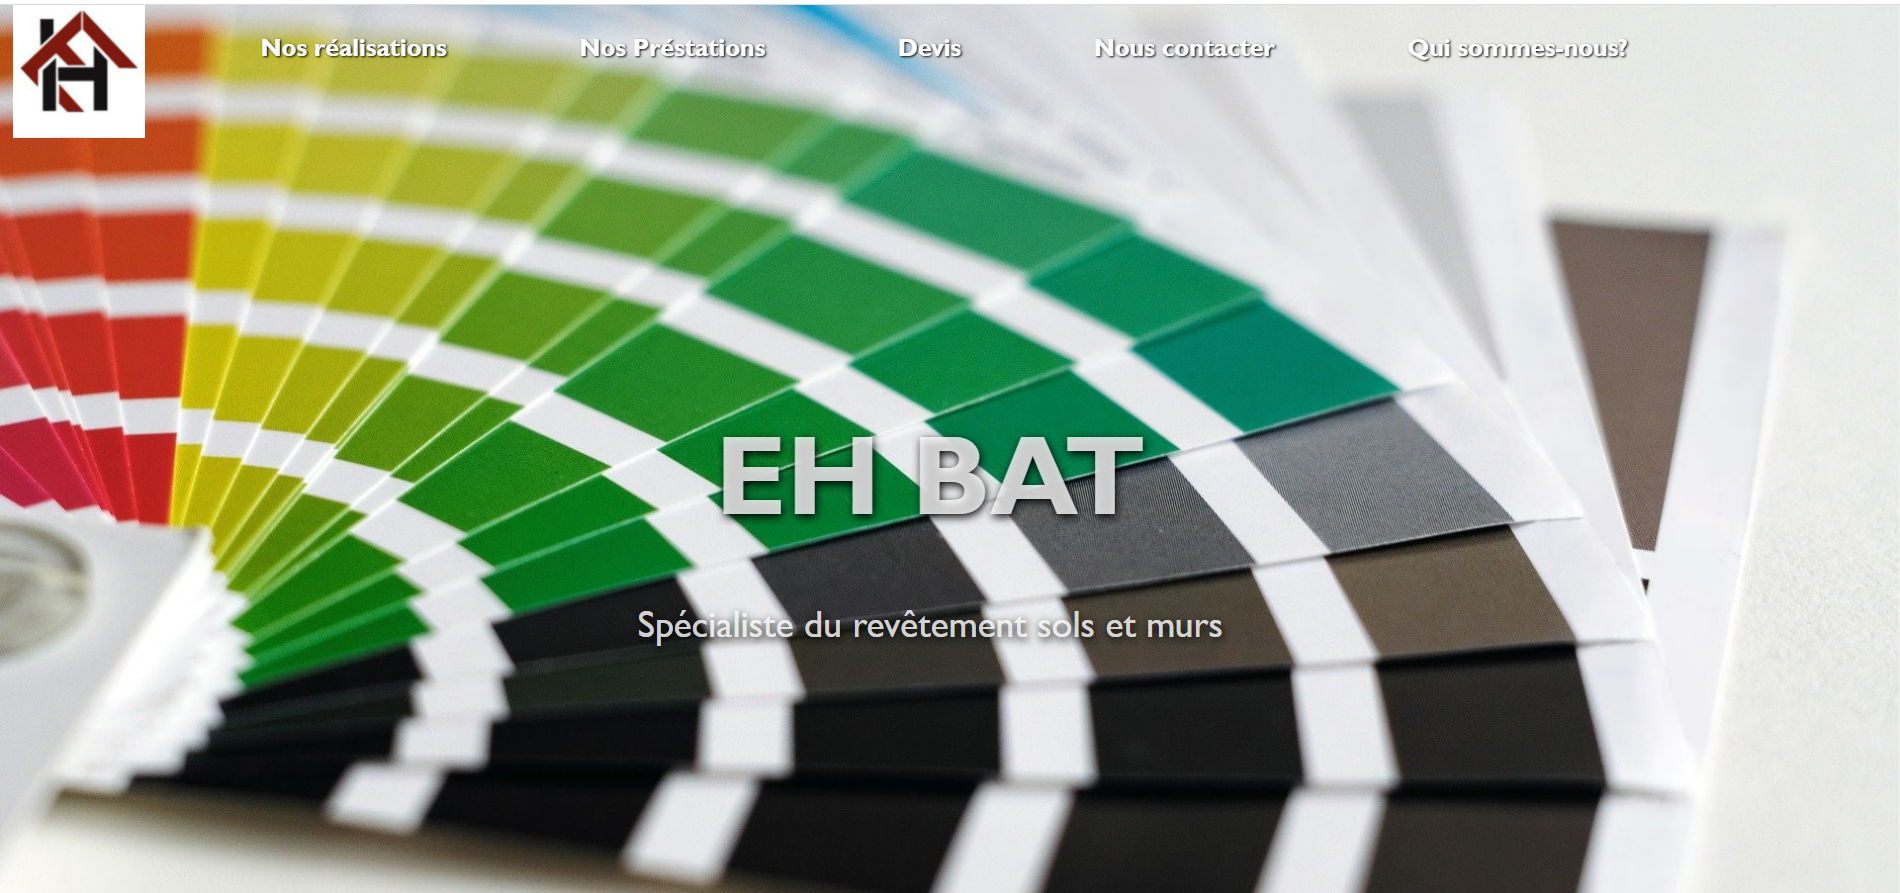 Nos réalisations
Nos Préstations
Devis
Nous contacter
Qui sommes-nous?
EH BAT
Spécialiste du revêtement sols et murs